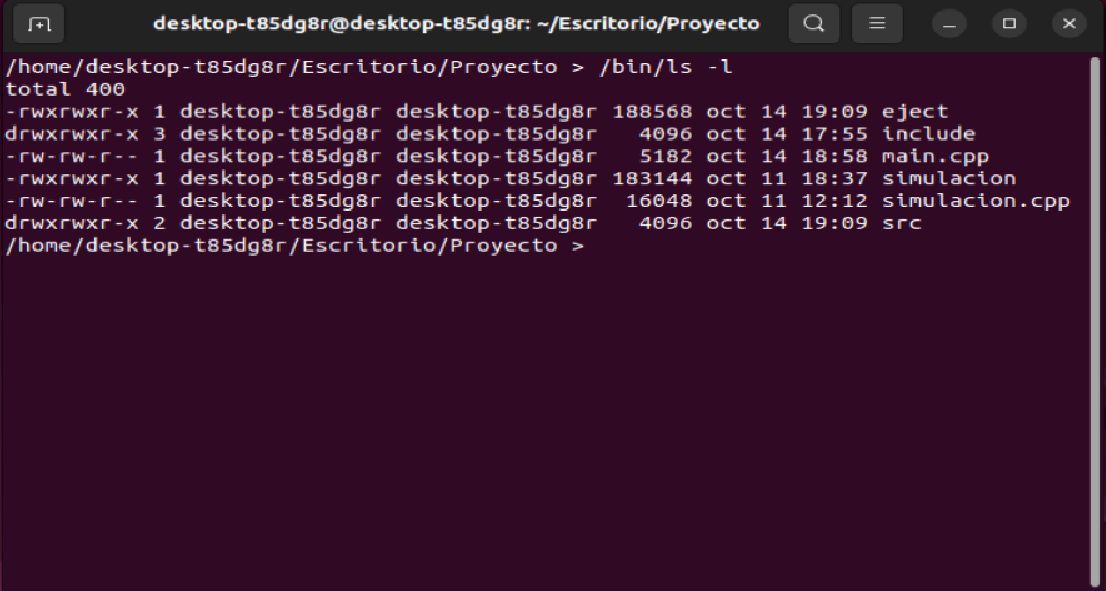 desktop-t85dg8r@desktop-t85dg8r: ~/Escritorio/Proyecto
/home/desktop-t85dg8r/Escritorio/Proyecto > /bin/ls -l
total 400
-rwxrwxr-x 1 desktop-t85dg8r desktop-t85dg8r 188568 oct 14 19:09 eject
drwxrwxr-x 3 desktop-t85dg8r desktop-t85dg8r   4096 oct 14 17:55 include
-rw-rw-r-- 1 desktop-t85dg8r desktop-t85dg8r   5182 oct 14 18:58 main.cpp
-rwxrwxr-x 1 desktop-t85dg8r desktop-t85dg8r 183144 oct 11 18:37 simulacion
-rw-rw-r-- 1 desktop-t85dg8r desktop-t85dg8r  16048 oct 11 12:12 simulacion.cpp
drwxrwxr-x 2 desktop-t85dg8r desktop-t85dg8r   4096 oct 14 19:09 src
/home/desktop-t85dg8r/Escritorio/Proyecto >